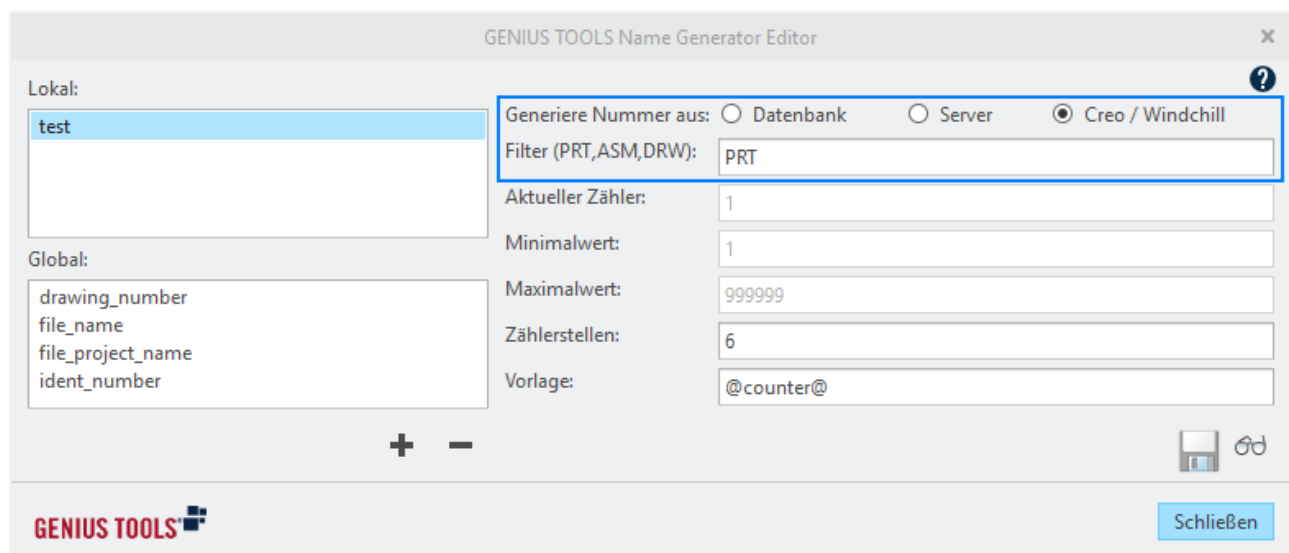 GENIUS TOOLS Name Generator Editor
Lokal:
test
Global:
drawing_number
file_name
file_project_name
ident_number
Generiere Nummer aus: Datenbank Server Creo / Windchill
Filter (PRT,ASM,DRW): PRT
Aktueller Zähler: 1
Minimalwert: 1
Maximalwert: 999999
Zählerstellen: 6
Vorlage: @counter@
GENIUS TOOLS
Schließen